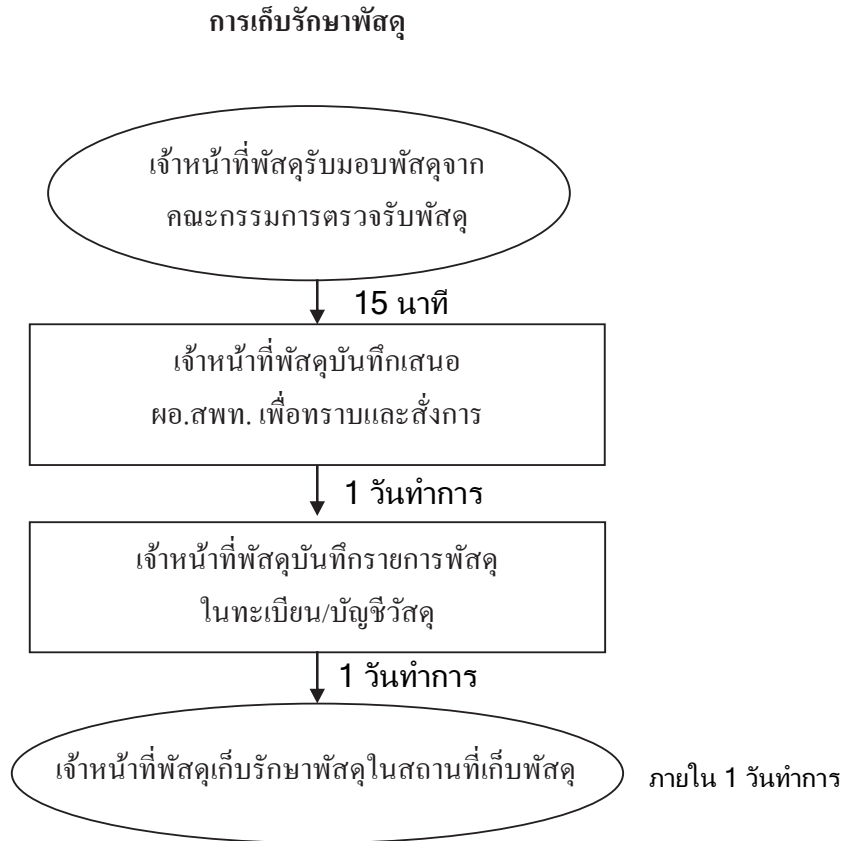 การเก็บรักษาพัสดุ
เจ้าหน้าที่พัสดุรับมอบพัสดุจาก
คณะกรรมการตรวจรับพัสดุ
15 นาที
เจ้าหน้าที่พัสดุบันทึกเสนอ
ผอ.สพท. เพื่อทราบและสั่งการ
1 วันทำการ
เจ้าหน้าที่พัสดุบันทึกรายการพัสดุ
ในทะเบียน/บัญชีวัสดุ
1 วันทำการ
เจ้าหน้าที่พัสดุเก็บรักษาพัสดุในสถานที่เก็บพัสดุ
ภายใน 1 วันทำการ